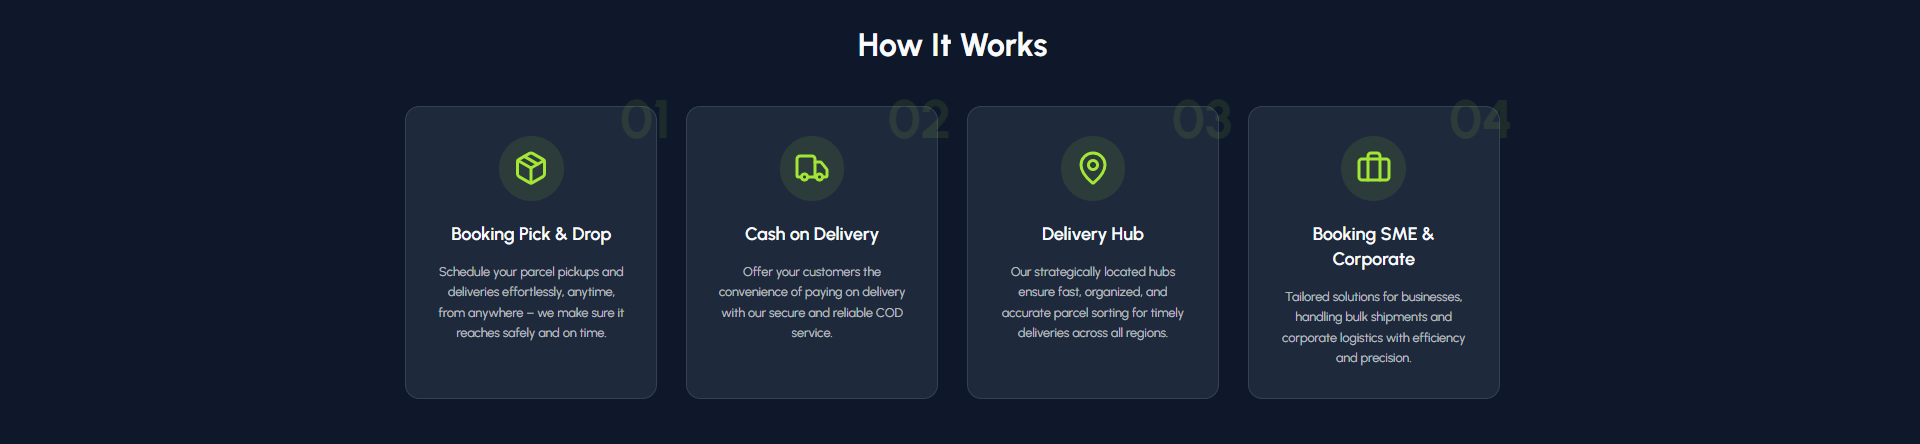 How It Works
01
Booking Pick & Drop
Schedule your parcel pickups and
deliveries effortlessly, anytime,
from anywhere – we make sure it
reaches safely and on time.
02
Cash on Delivery
Offer your customers the
convenience of paying on delivery
with our secure and reliable COD
service.
03
Delivery Hub
Our strategically located hubs
ensure fast, organized, and
accurate parcel sorting for timely
deliveries across all regions.
04
Booking SME &
Corporate
Tailored solutions for businesses,
handling bulk shipments and
corporate logistics with efficiency
and precision.